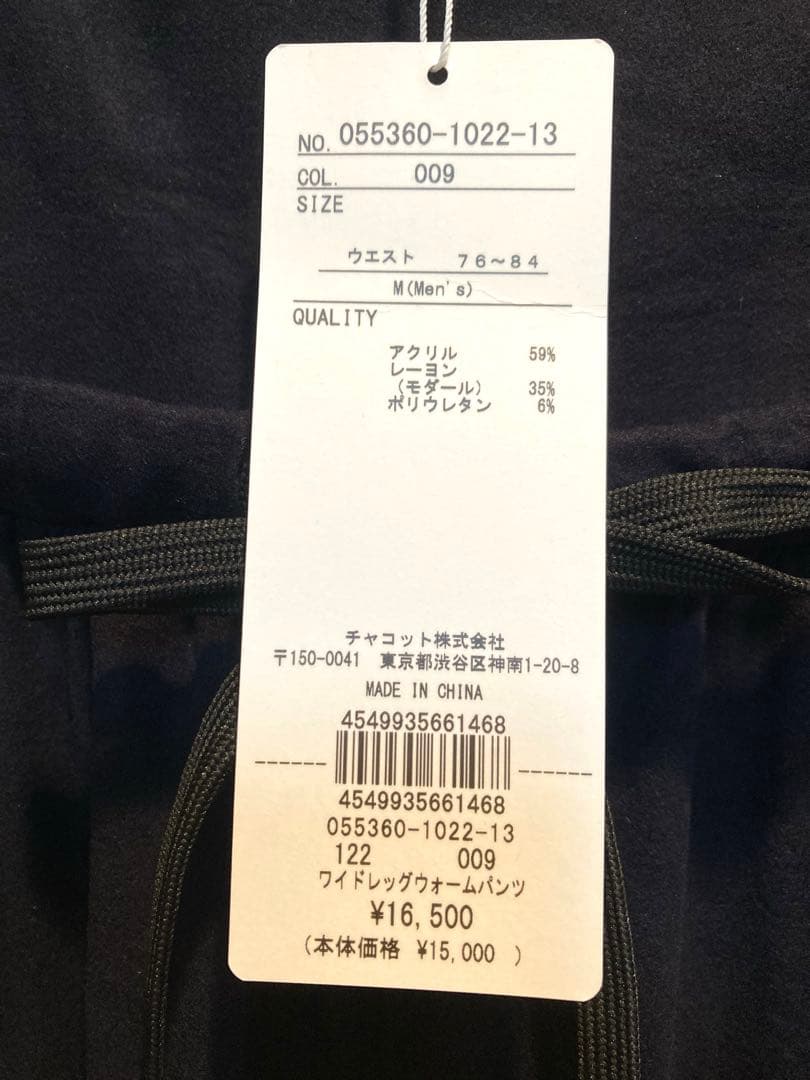 NO. 055360-1022-13
COL. 009
SIZE
ウエスト 76~84
M(Men's)
QUALITY
アクリル 59%
レーヨン
(モダール) 35%
ポリウレタン 6%
チャコット株式会社
〒150-0041 東京都渋谷区神南1-20-8
MADE IN CHINA
4549935661468
4549935661468
055360-1022-13
122 009
ワイドレッグウォームパンツ
¥16,500
(本体価格 ¥15,000 )